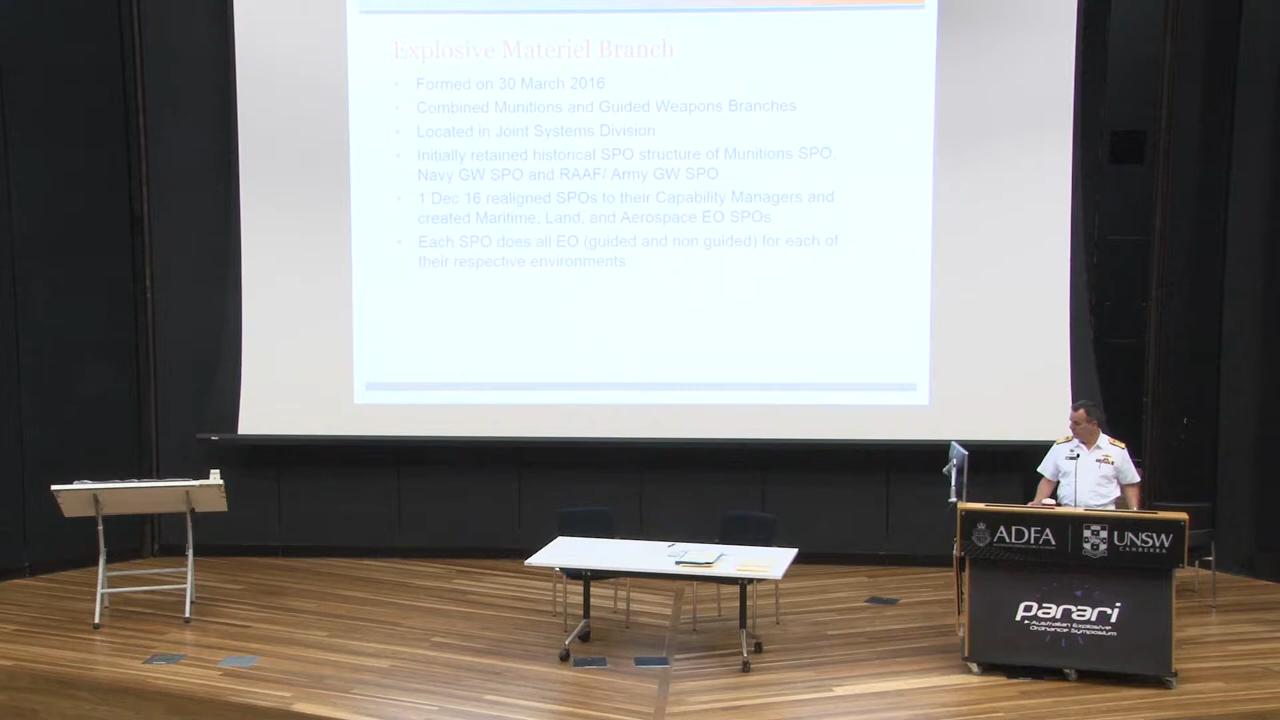 Explosive Materiel Branch
• Formed on 30 March 2016
• Combined Munitions and Guided Weapons Branches
• Located in Joint Systems Division
• Initially retained historical SPO structure of Munitions SPO,
Navy GW SPO and RAAF/ Army GW SPO
• 1 Dec 16 realigned SPOs to their Capability Managers and
created Maritime, Land, and Aerospace EO SPOs
• Each SPO does all EO (guided and non guided) for each of
their respective environments
ADFA
UNSW
CANBERRA
parari
Australian Explosive
Ordnance Symposium